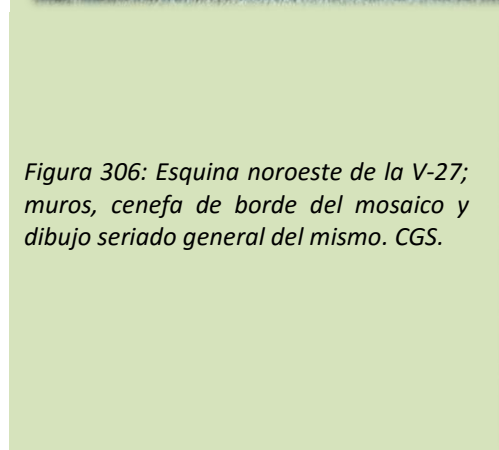 Figura 306: Esquina noroeste de la V-27;
muros, cenefa de borde del mosaico y
dibujo seriado general del mismo. CGS.